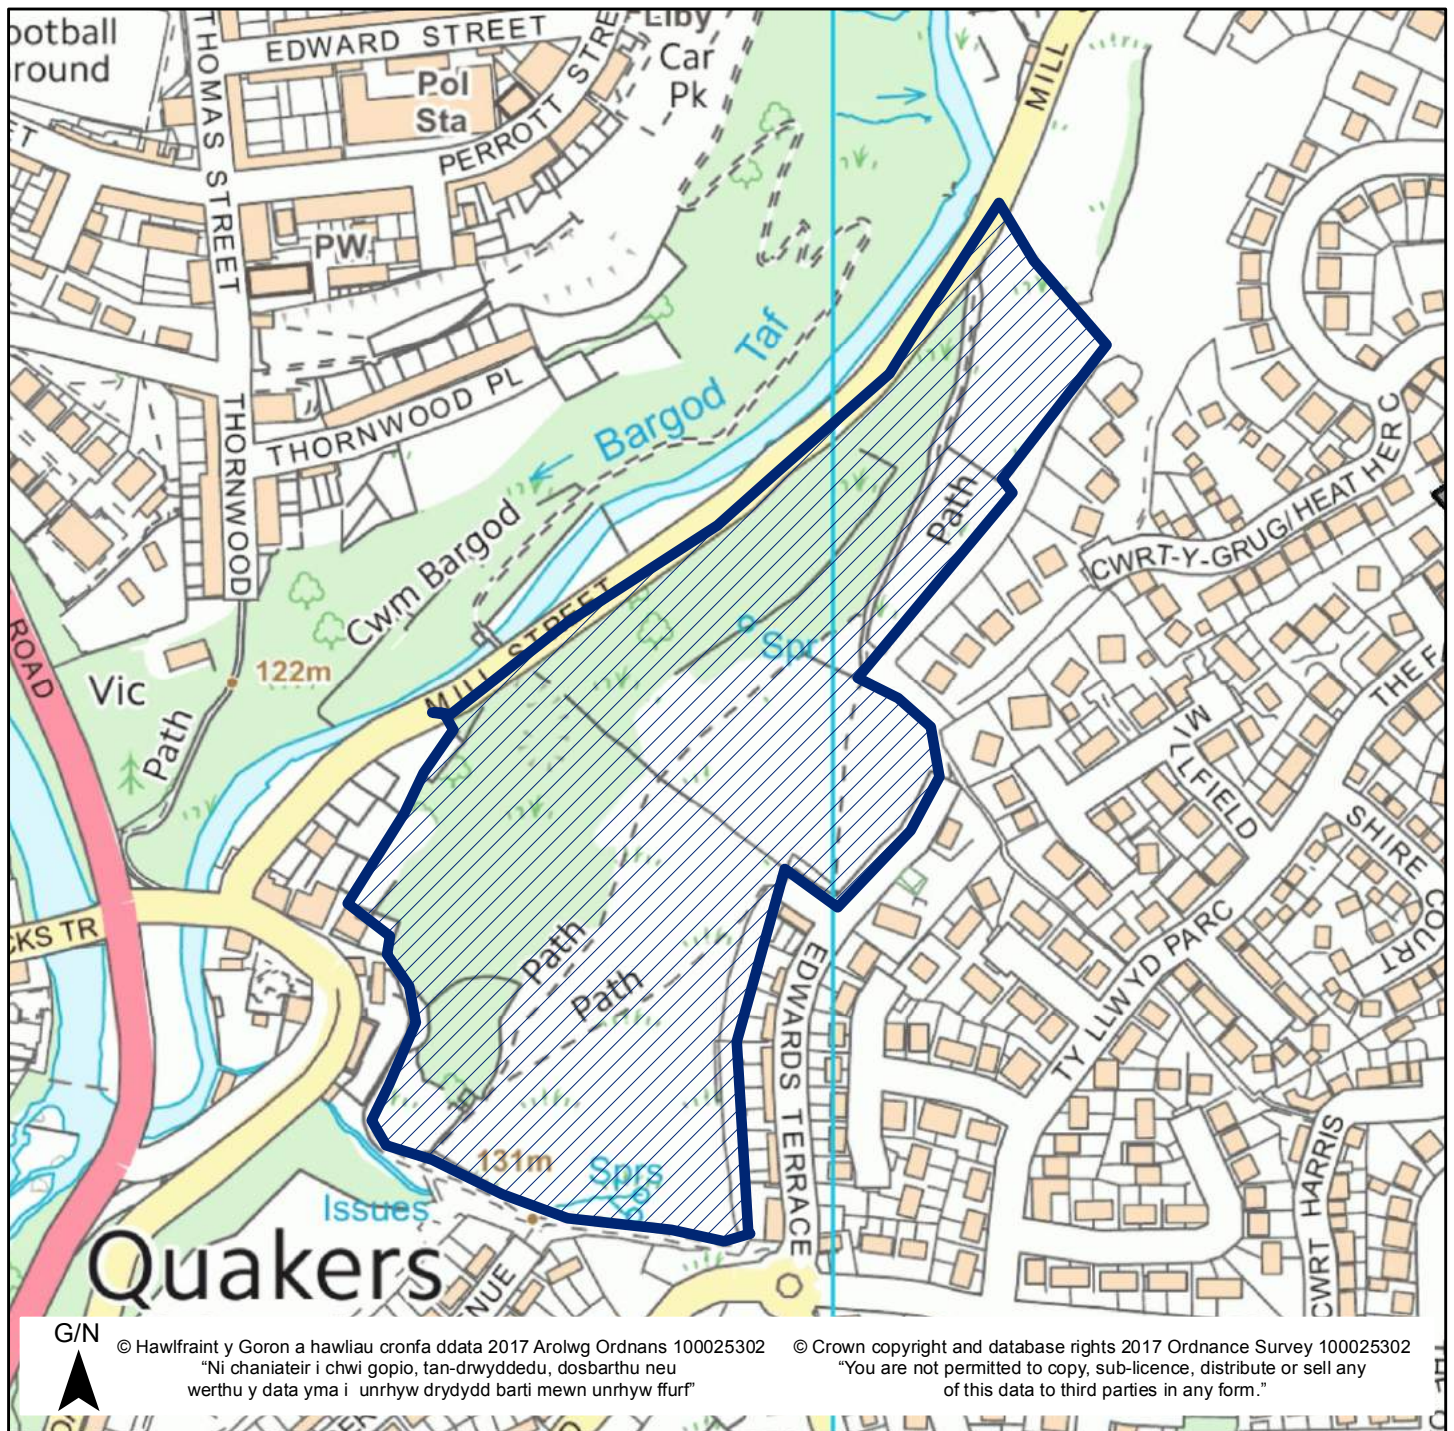 ootball
round
THOMAS STREET
EDWARD STREET
Pol
Sta
PERROTT STRE
Elby
Car
Pk
MILL
ET
PW
Taf
Bargod
THORNWOOD PL
THORNWOOD
Cwm Bargod
CWRT-Y-GRUG/HEATHER C
Path
ROAD
Vic
122m
Path
MILL STREET
Spr
THE F
MILLFIELD
SHIRE COURT
CKS TR
Path
Path
EDWARDS TERRACE
TY LLWYD PARC
CWRT HARRIS
131m
Sprs
Issues
Quakers
NUE
G/N
© Hawlfraint y Goron a hawliau cronfa ddata 2017 Arolwg Ordnans 100025302
“Ni chaniateir i chwi gopio, tan-drwyddedu, dosbarthu neu
werthu y data yma i unrhyw drydydd barti mewn unrhyw ffurf”
© Crown copyright and database rights 2017 Ordnance Survey 100025302
“You are not permitted to copy, sub-licence, distribute or sell any
of this data to third parties in any form.”